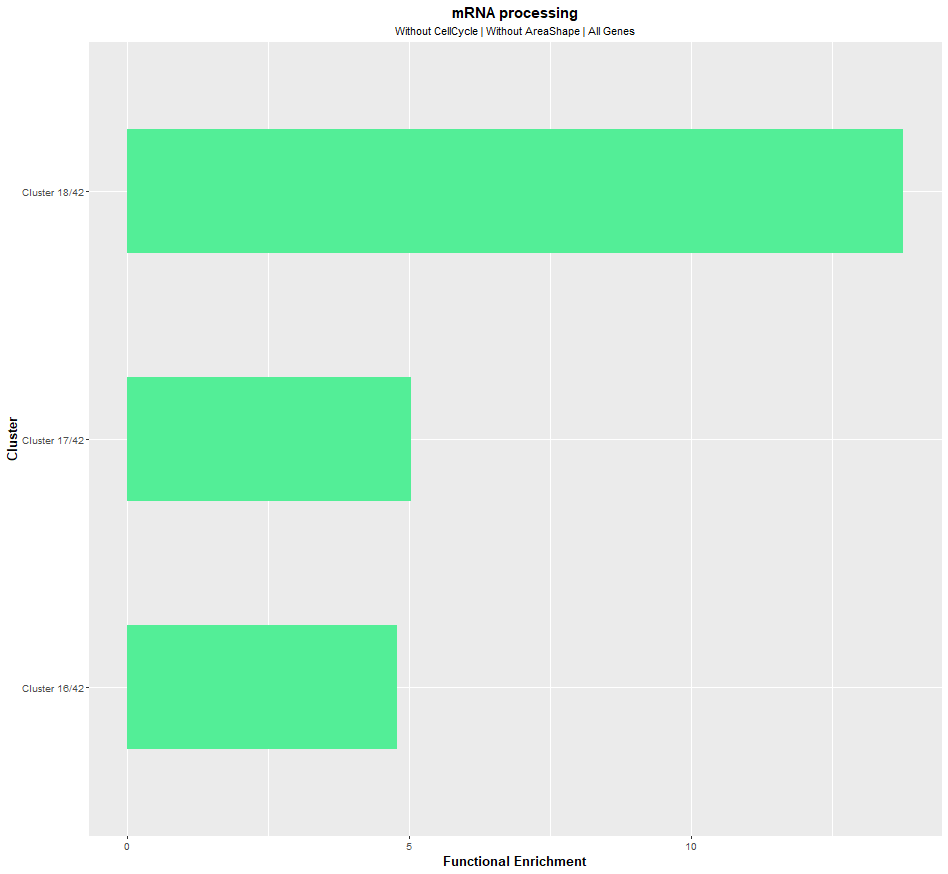 mRNA processing
Without CellCycle | Without AreaShape | All Genes
Cluster 18/42
Cluster 17/42
Cluster 16/42
Cluster
0 5 10
Functional Enrichment